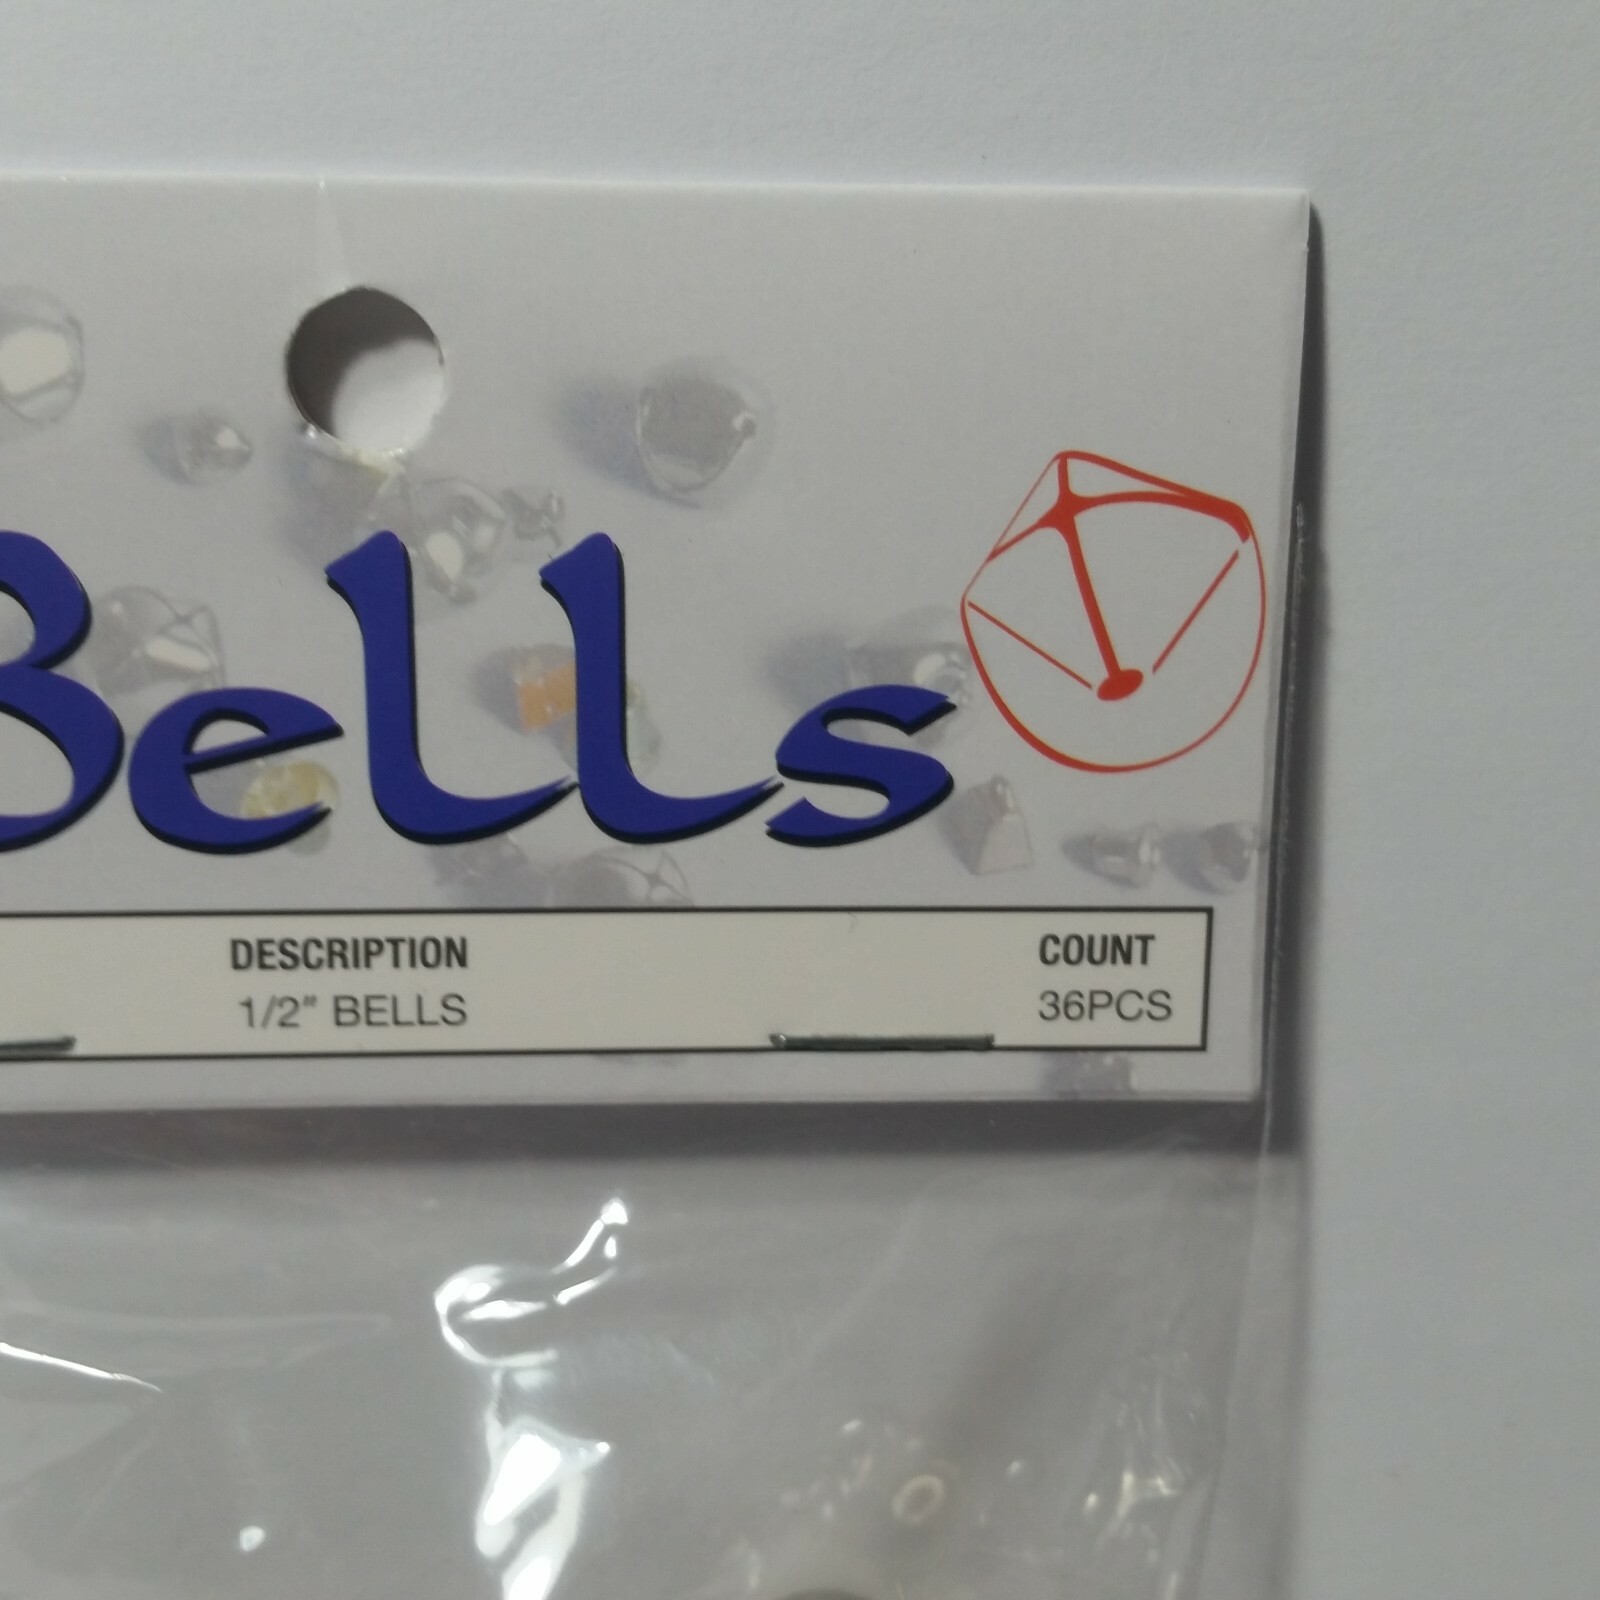 Bells
DESCRIPTION COUNT
1/2" BELLS 36PCS